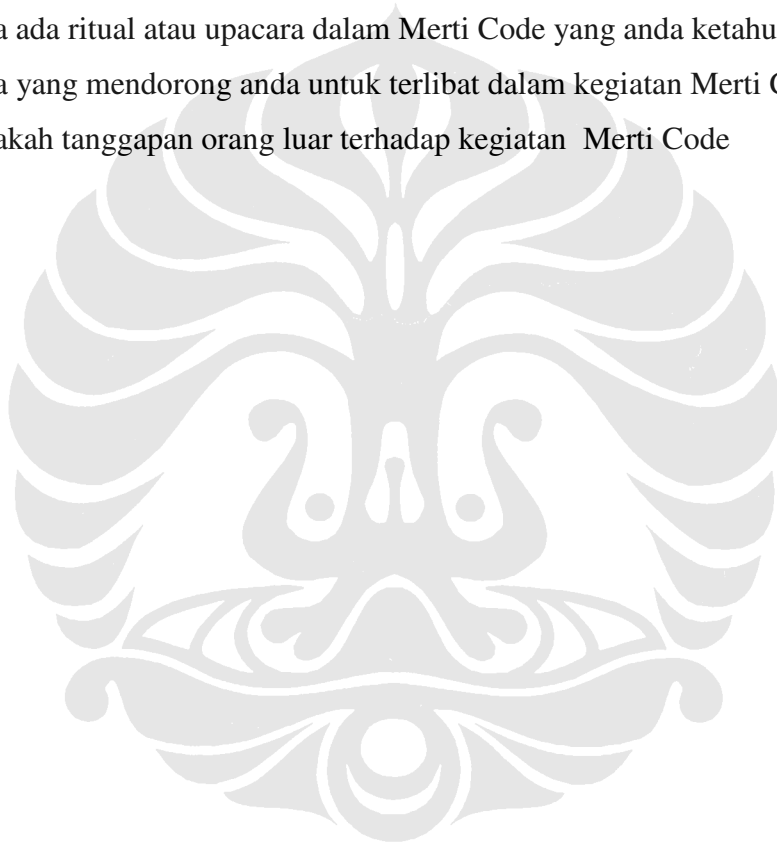 a ada ritual atau upacara dalam Merti Code yang anda ketahu
a yang mendorong anda untuk terlibat dalam kegiatan Merti
akah tanggapan orang luar terhadap kegiatan Merti Code